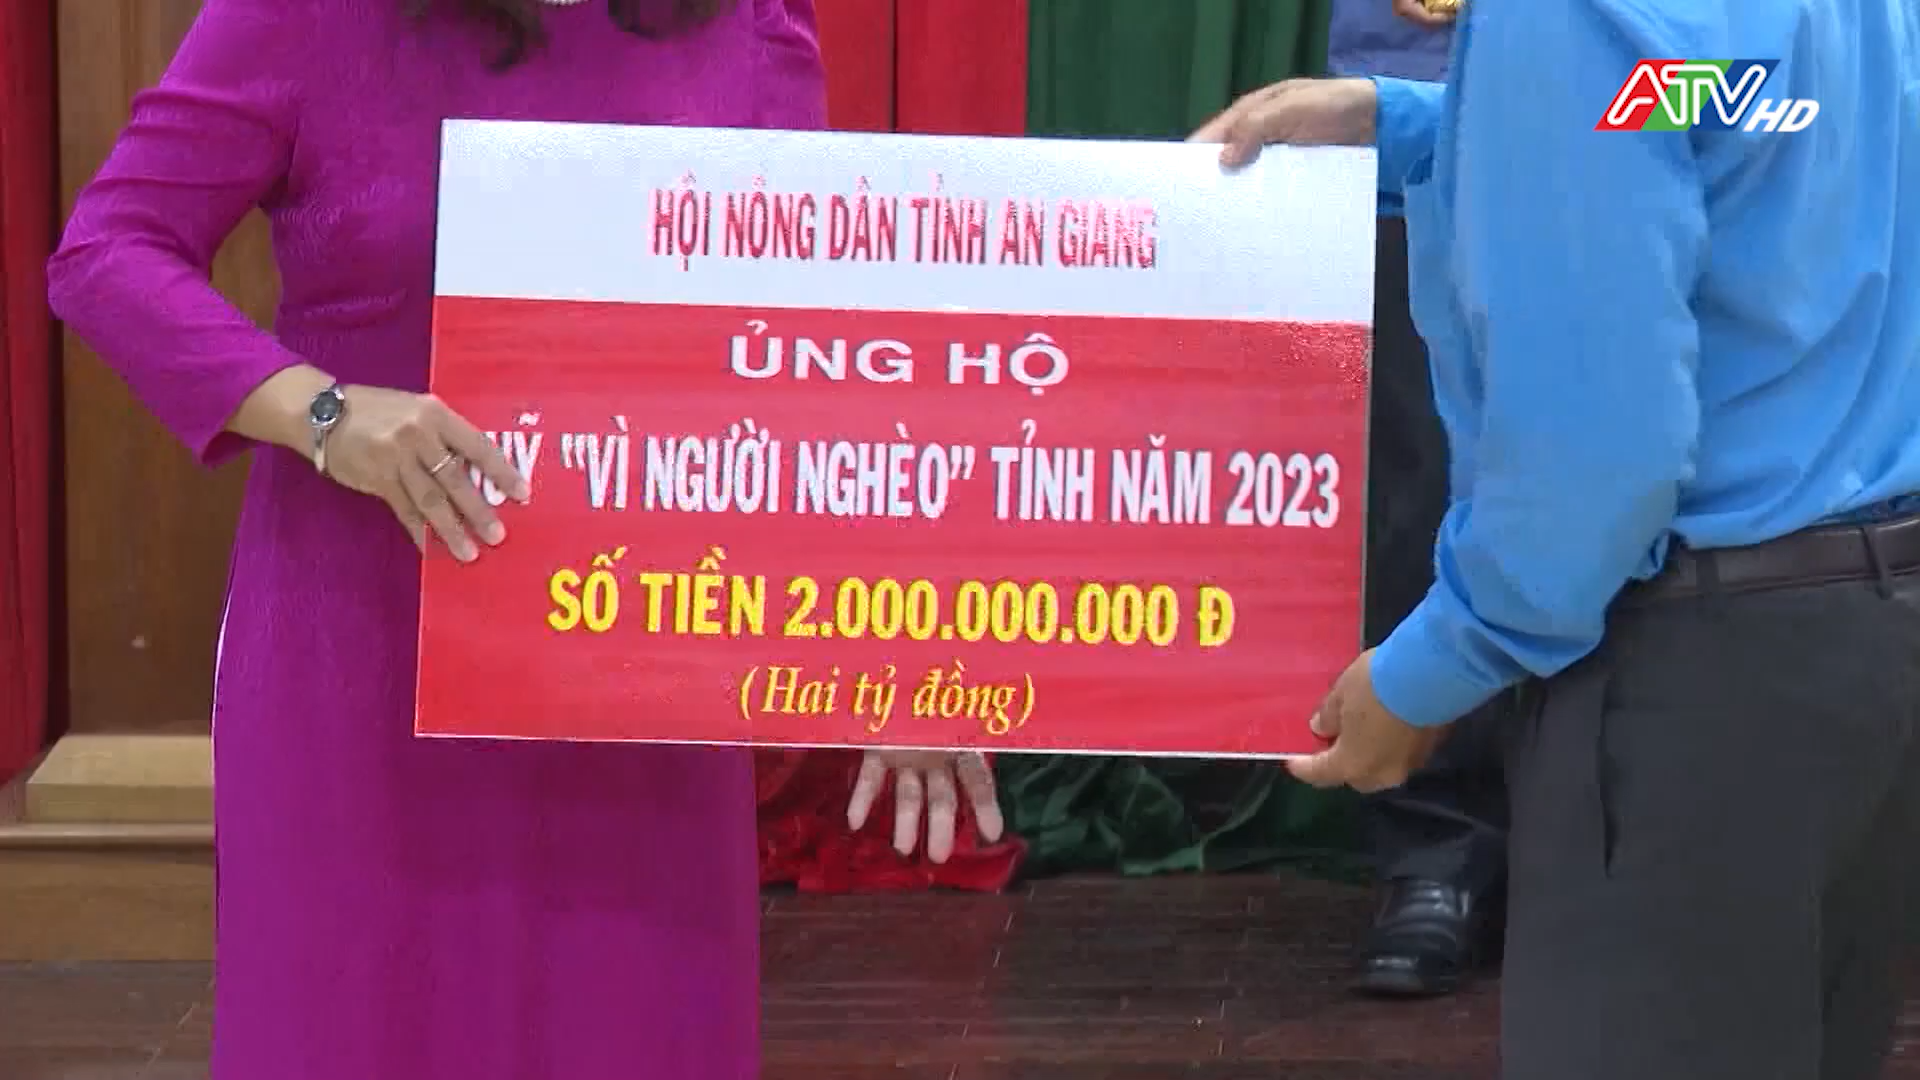 ATV HD
HỘI NÔNG DÂN TỈNH AN GIANG
ỦNG HỘ
"VÌ NGƯỜI NGHÈO" TỈNH NĂM 2023
SỐ TIỀN 2.000.000.000 Đ
(Hai tỷ đồng)